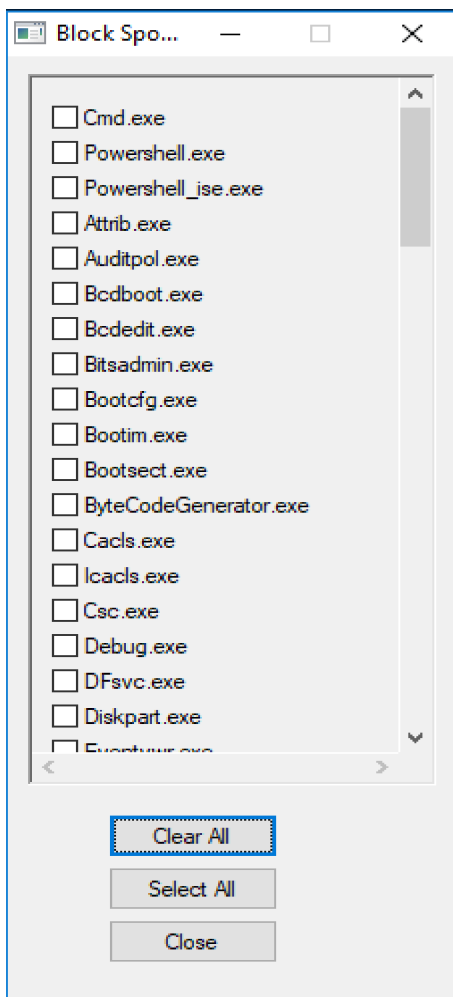 Block Spo...
Cmd.exe
Powershell.exe
Powershell_ise.exe
Attrib.exe
Auditpol.exe
Bcdboot.exe
Bcdedit.exe
Bitsadmin.exe
Bootcfg.exe
Bootim.exe
Bootsect.exe
ByteCodeGenerator.exe
Cacls.exe
Icacls.exe
Csc.exe
Debug.exe
DFsvc.exe
Diskpart.exe
Eventvwr.exe
Clear All
Select All
Close